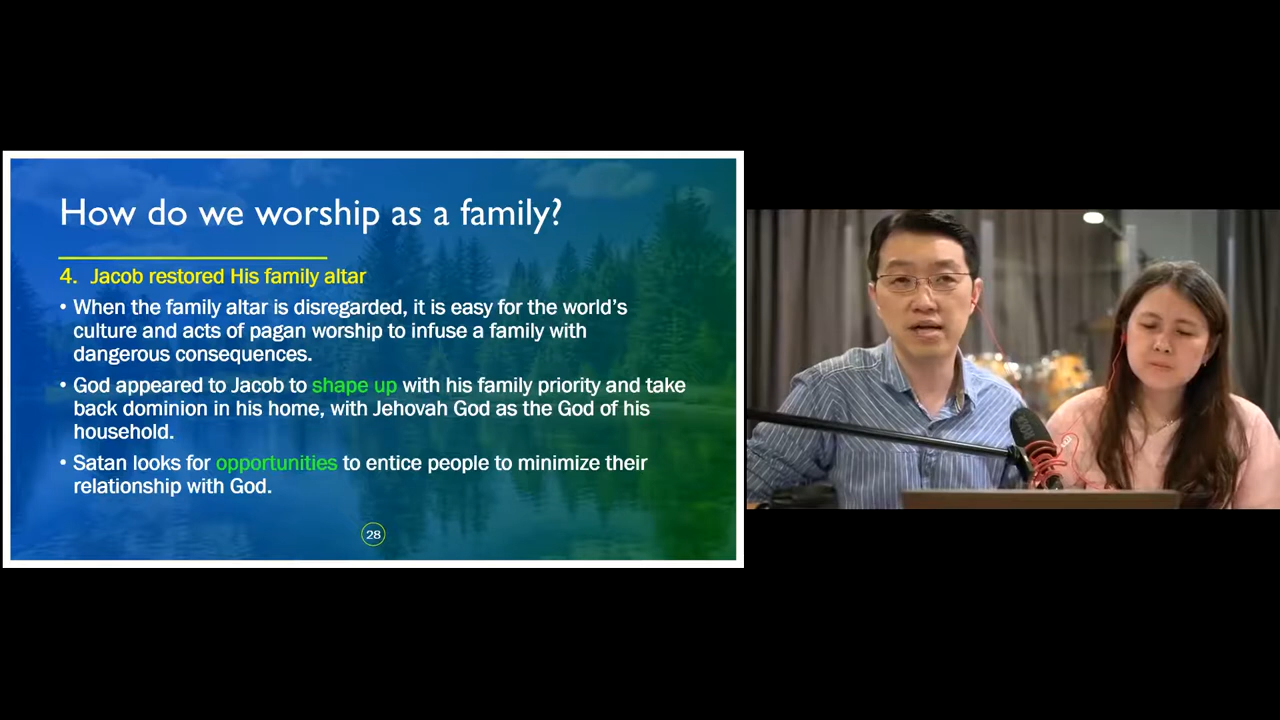 How do we worship as a family?
4. Jacob restored His family altar
• When the family altar is disregarded, it is easy for the world's
culture and acts of pagan worship to infuse a family with
dangerous consequences.
• God appeared to Jacob to shape up with his family priority and take
back dominion in his home, with Jehovah God as the God of his
household.
• Satan looks for opportunities to entice people to minimize their
relationship with God.
28